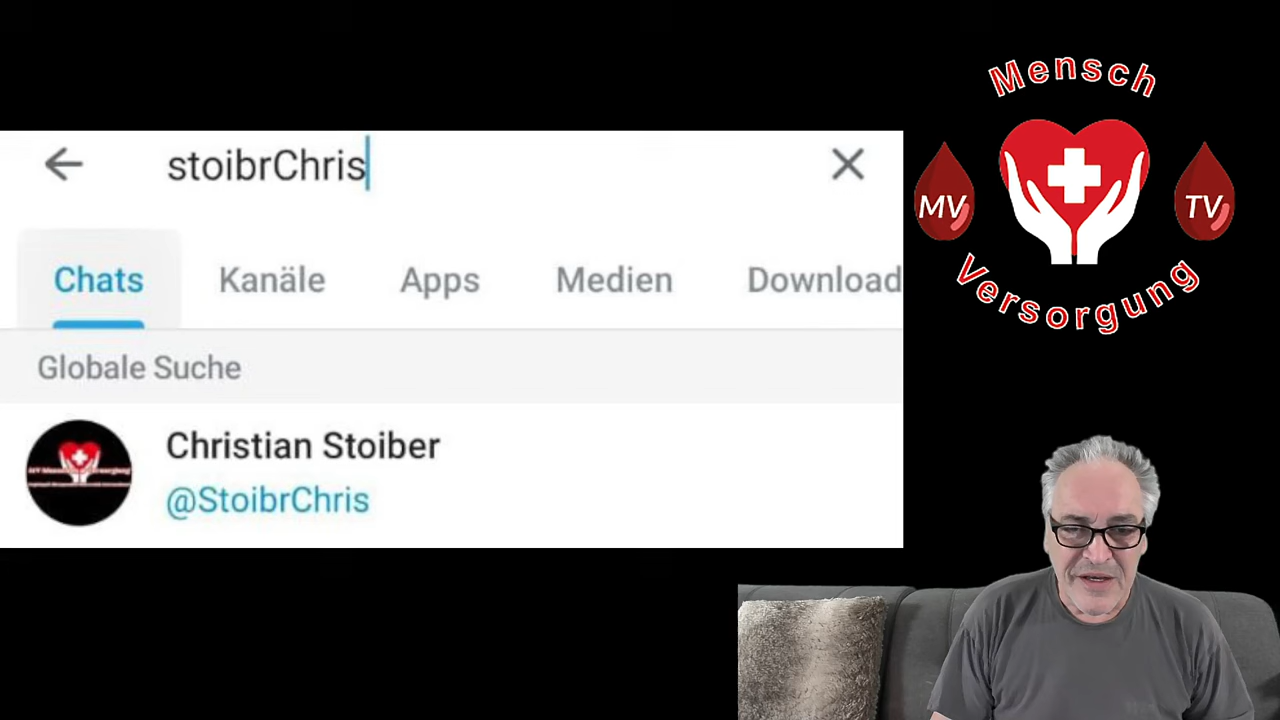 stoibrChris
Chats Kanäle Apps Medien Download
Globale Suche
Christian Stoiber
@StoibrChris
Mensch
MV TV
Versorgung